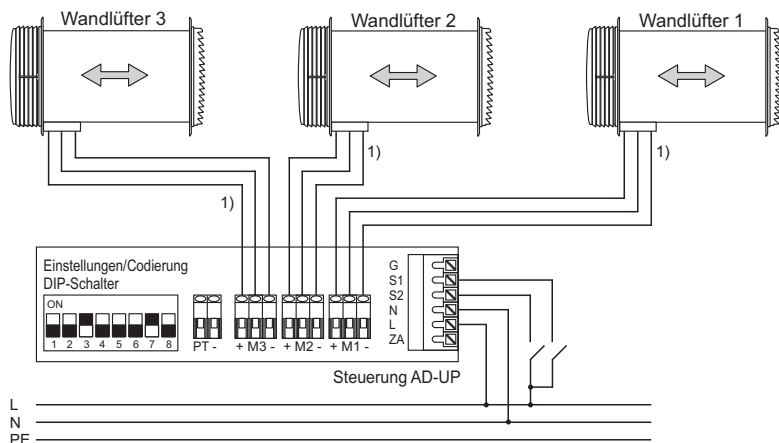 Wandlüfter 3 Wandlüfter 2 Wandlüfter 1
1) 1)
1)
Einstellungen/Codierung
DIP-Schalter
ON
1 2 3 4 5 6 7 8
PT - + M3 - + M2 - + M1 -
G
S1
S2
N
L
ZA
Steuerung AD-UP
L
N
PE